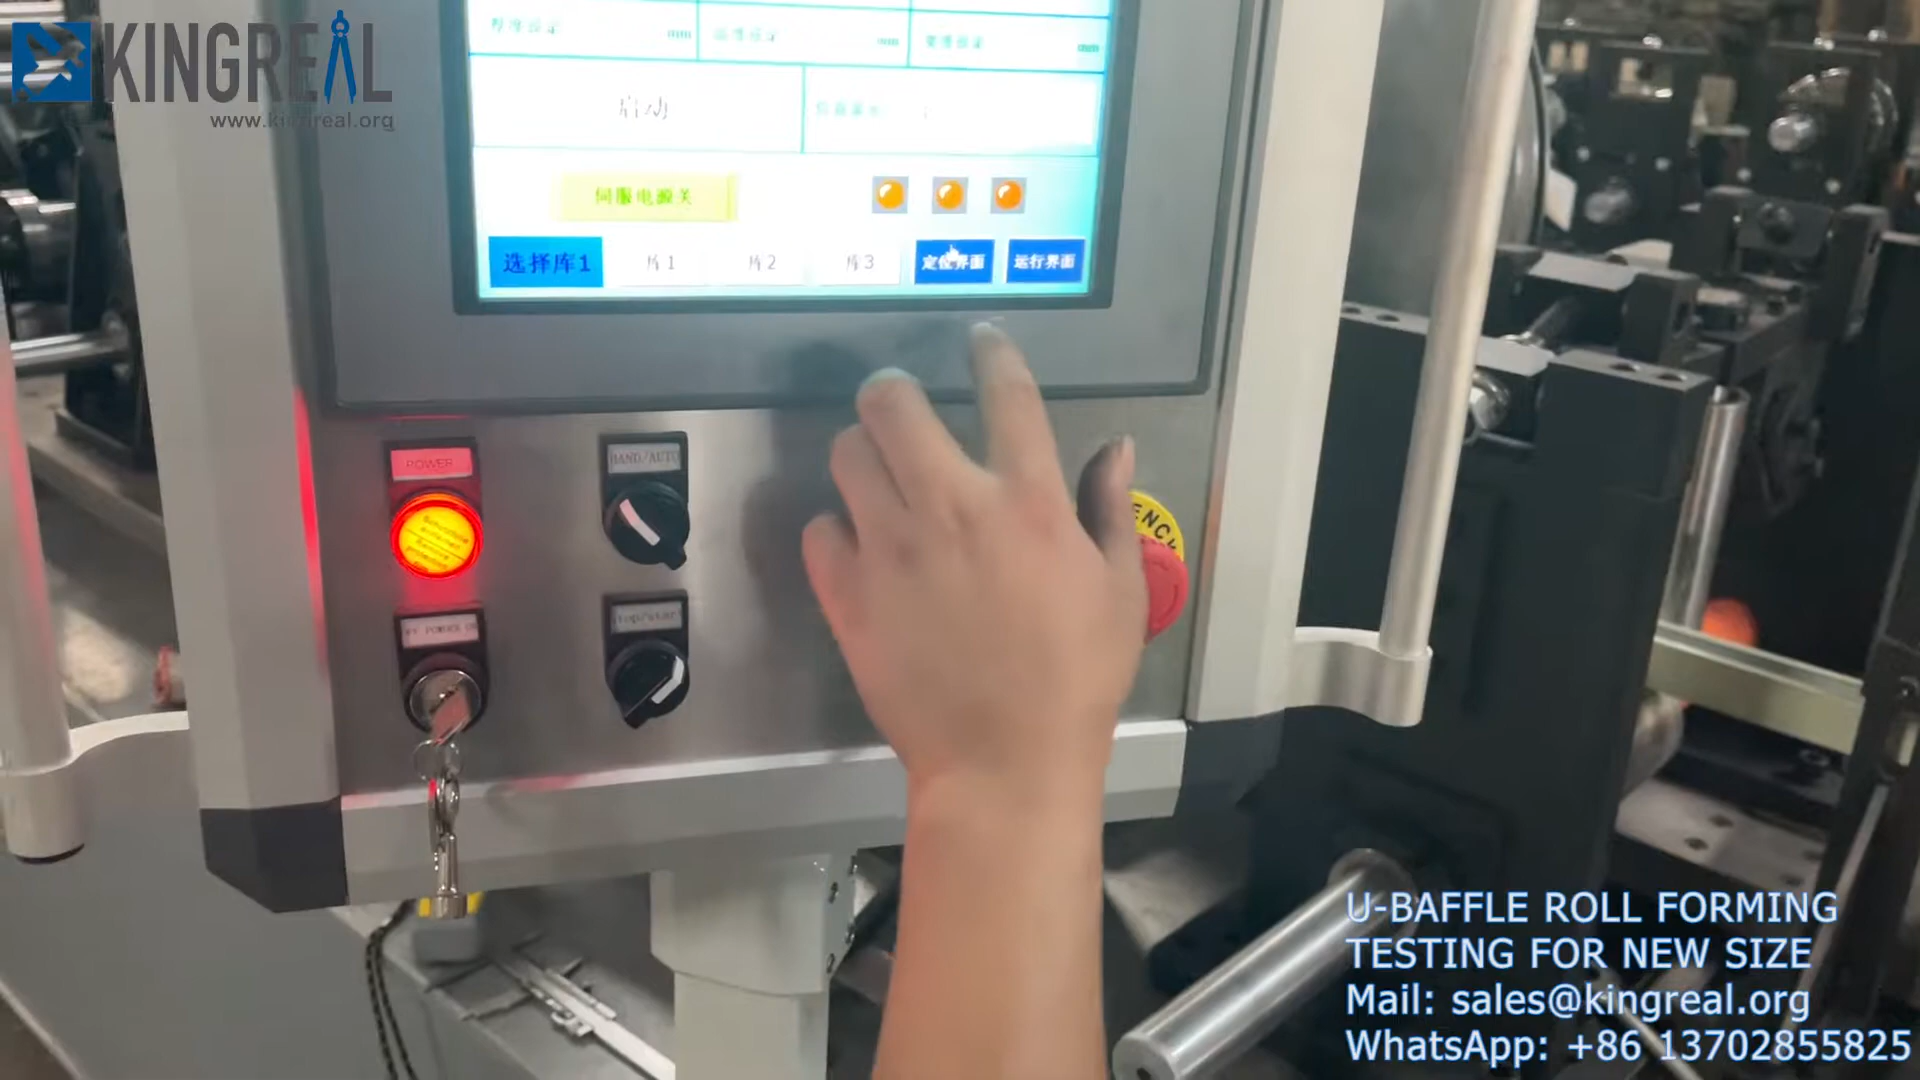 KINGREAL
www.kingreal.org
mm
mm
mm
启动
伺服电源关
选择库1
库1
库2
库3
定位界面
运行界面
POWER
HAND/AUTO
ENCY
U-BAFFLE ROLL FORMING
TESTING FOR NEW SIZE
Mail: sales@kingreal.org
WhatsApp: +86 13702855825